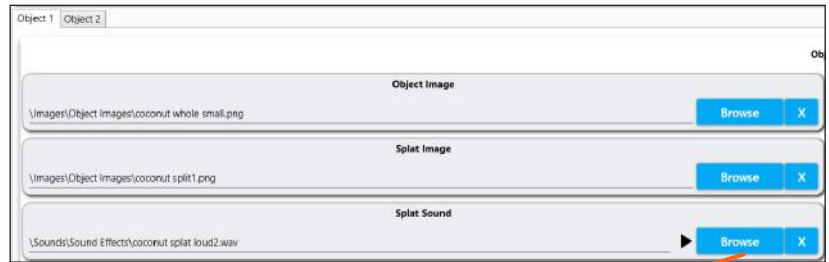 Object 1 Object 2
Obj
Object Image
\Images\Object Images\coconut whole small.png Browse X
Splat Image
\Images\Object Images\coconut split1.png Browse X
Splat Sound
\Sounds\Sound Effects\coconut splat loud2.wav Browse X